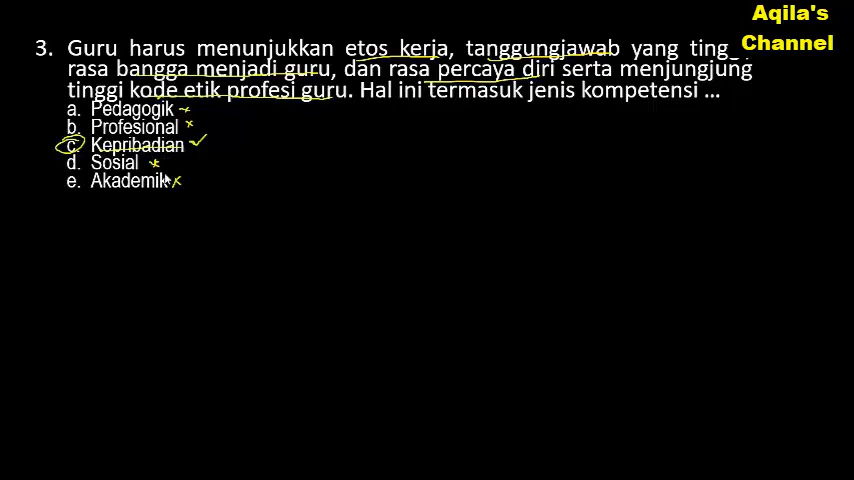 Aqila's
Channel
3. Guru harus menunjukkan etos kerja, tanggungjawab yang
rasa bangga menjadi guru, dan rasa percaya diri serta menjungjung
tinggi kode etik profesi guru. Hal ini termasuk jenis kompetensi ...
a. Pedagogik
b. Profesional
c. Kepribadian
d. Sosial
e. Akademik